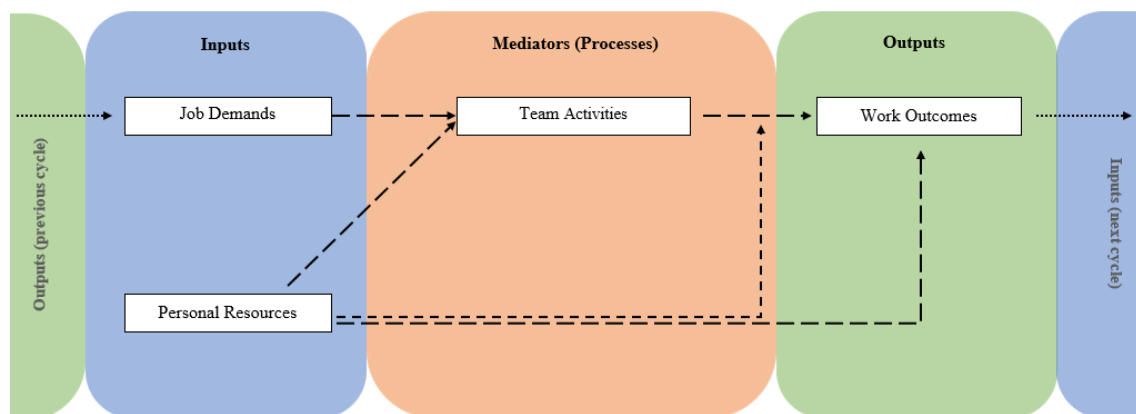 Inputs
Mediators (Processes)
Outputs
Job Demands
Team Activities
Work Outcomes
Outputs (previous cycle)
Inputs (next cycle)
Personal Resources